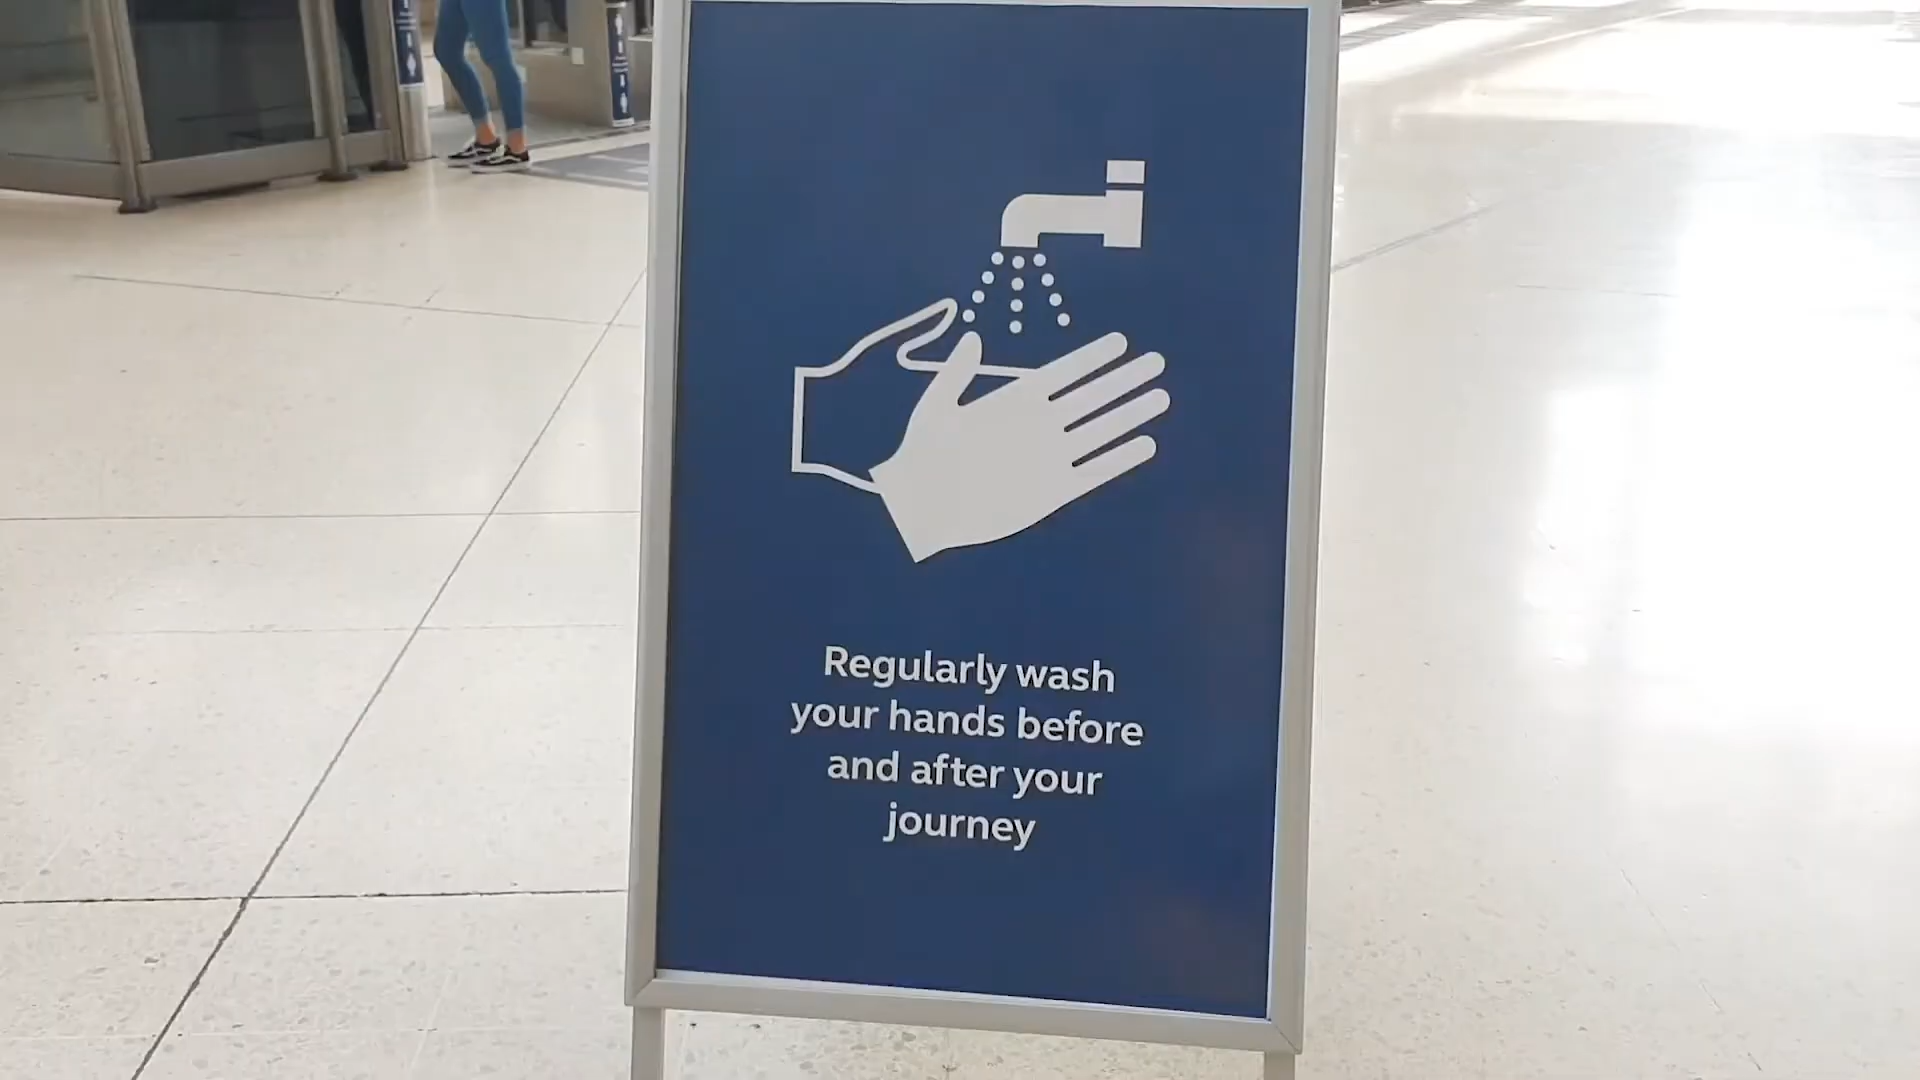 Regularly wash
your hands before
and after your
journey